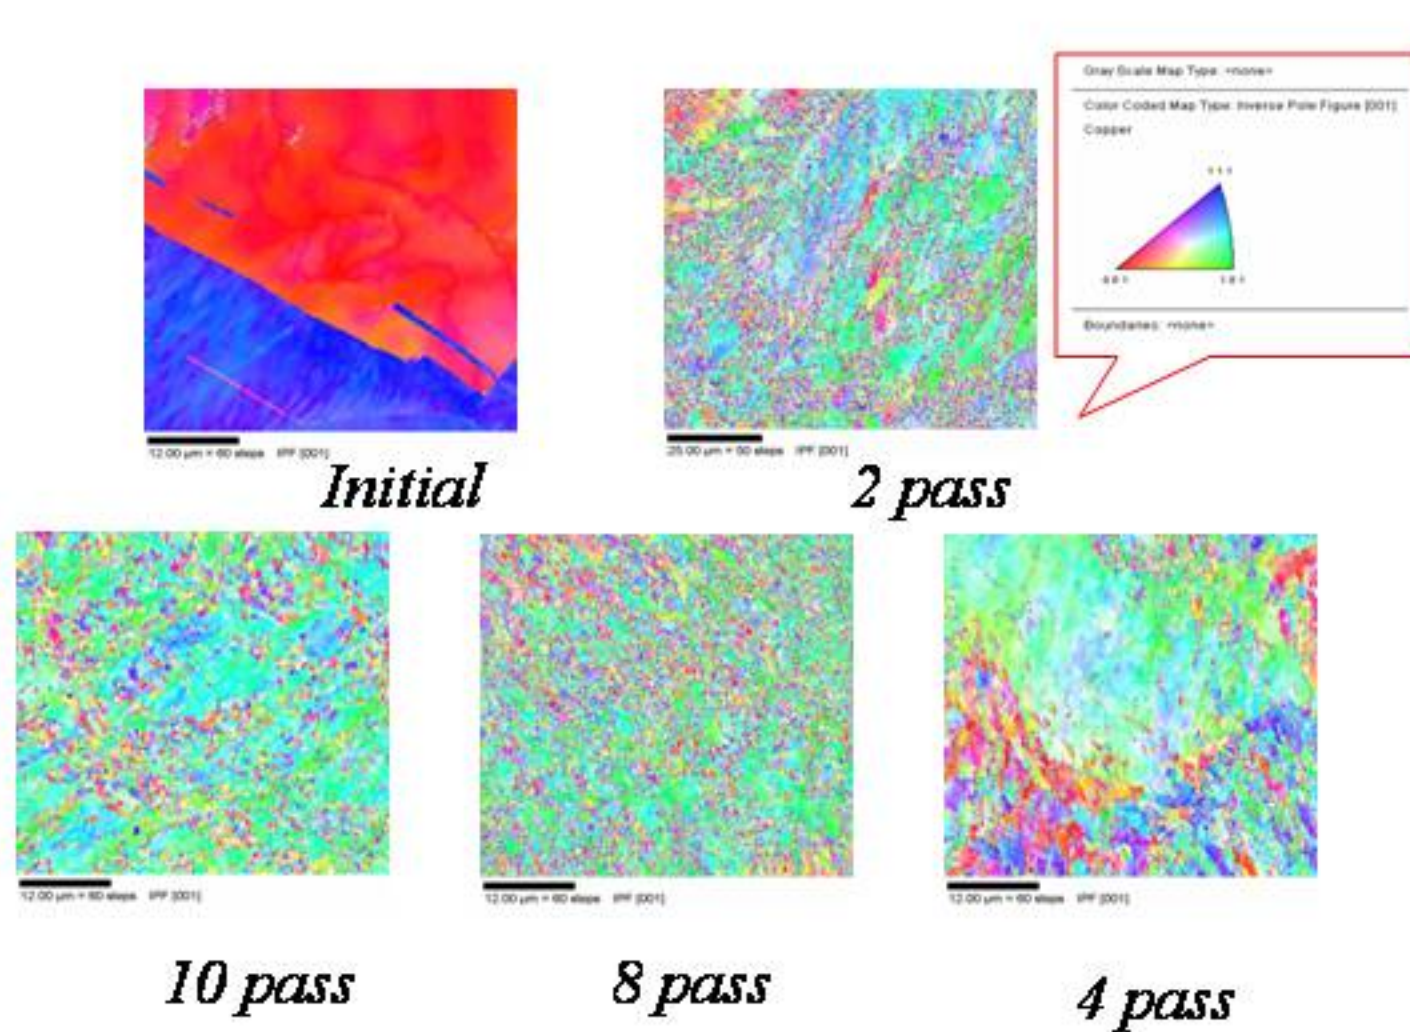 Gray Scale Map Type: <none>
Color Coded Map Type: Inverse Pole Figure [001]
Copper
111
001
101
Boundaries: <none>
12.00 µm = 60 steps IPF [001]
25.00 µm = 50 steps IPF [001]
Initial
2 pass
12.00 µm = 60 steps IPF [001]
12.00 µm = 60 steps IPF [001]
12.00 µm = 60 steps IPF [001]
10 pass
8 pass
4 pass